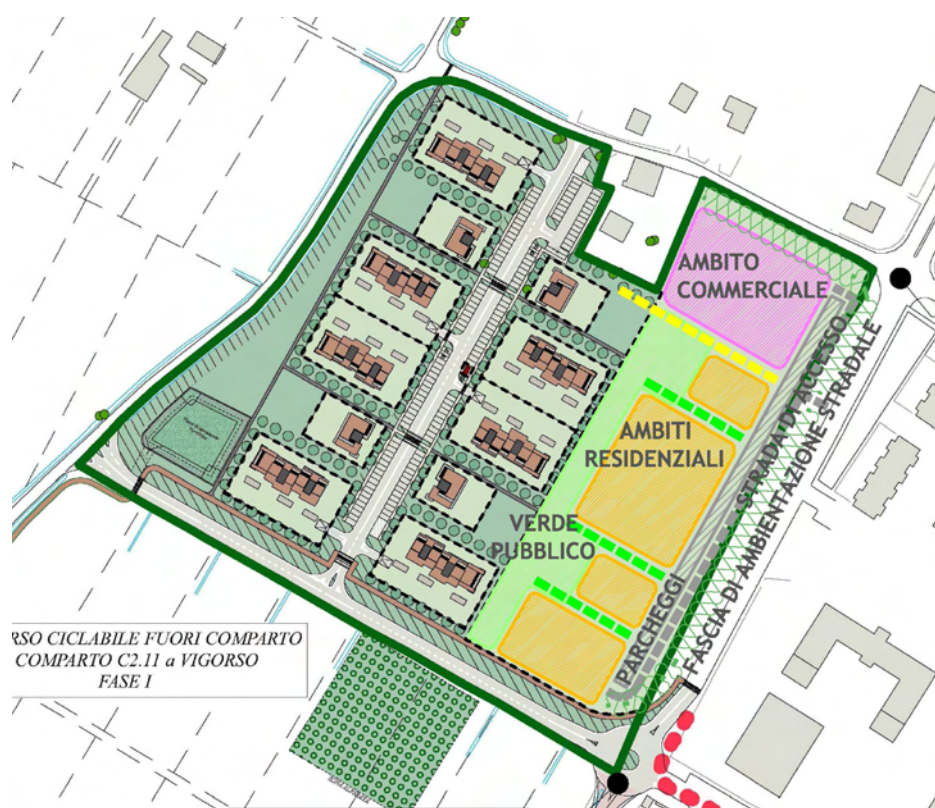 AMBITO
COMMERCIALE
STRADA DI ACCESSO
FASCIA DI AMBIENTAZIONE STRADALE
AMBITI
RESIDENZIALI
VERDE
PUBBLICO
PARCHEGGI
RSO CICLABILE FUORI COMPARTO
COMPARTO C2.11 a VIGORSO
FASE I